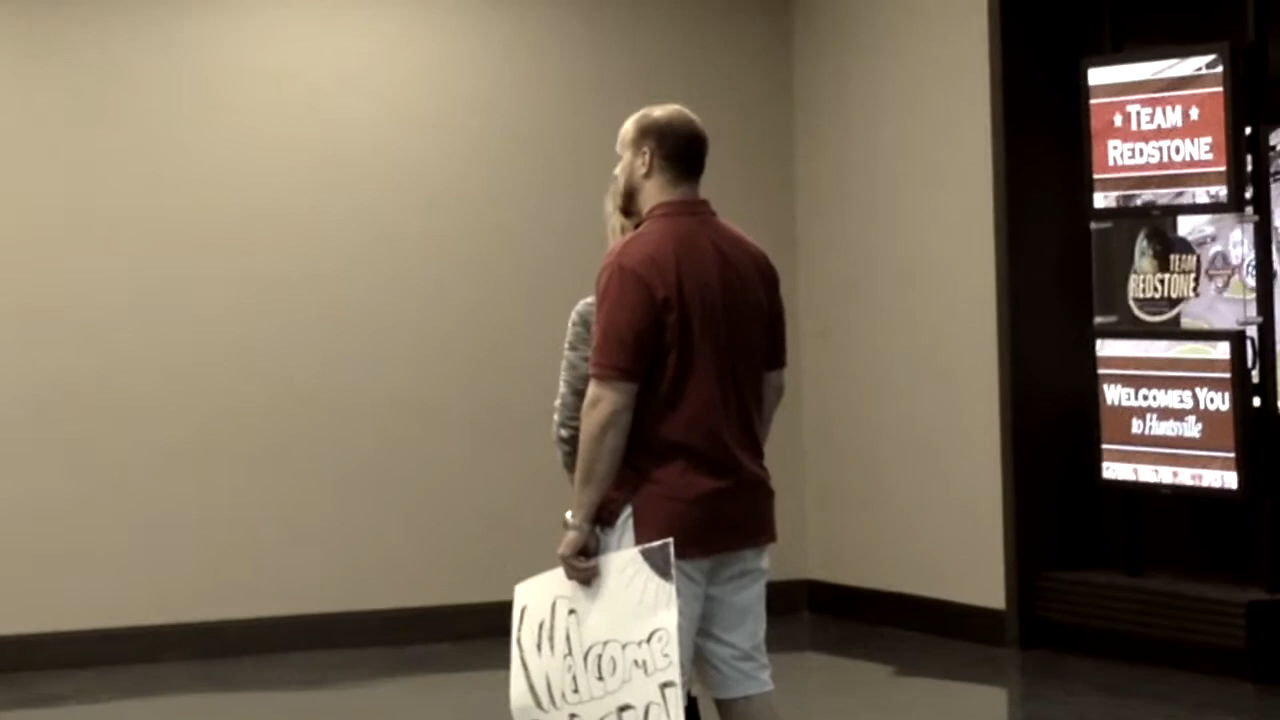 ★ TEAM ★
REDSTONE
TEAM
REDSTONE
WELCOMES YOU
to Huntsville
Welcome